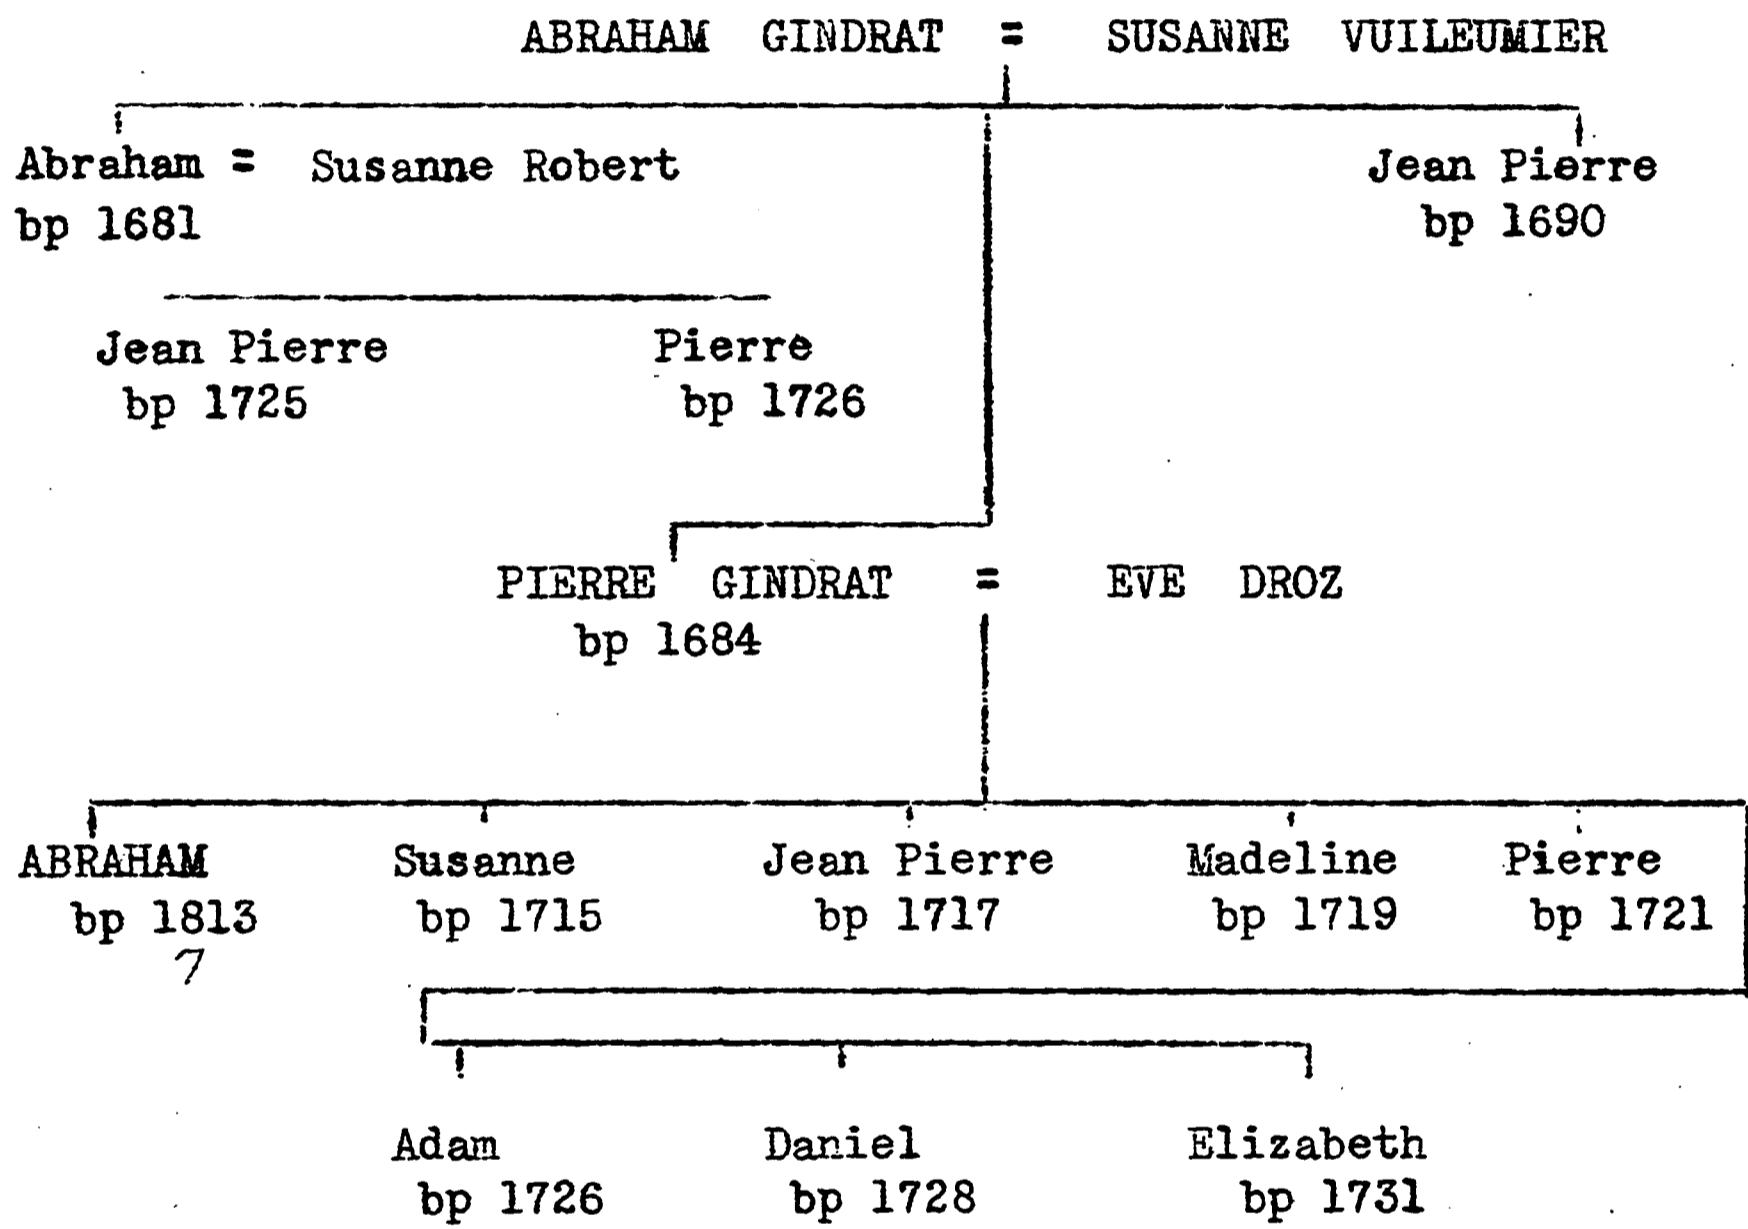 ABRAHAM GINDRAT = SUSANNE VUILEUMIER
Abraham = Susanne Robert
bp 1681
Jean Pierre
bp 1690
Jean Pierre
bp 1725
Pierre
bp 1726
PIERRE GINDRAT = EVE DROZ
bp 1684
ABRAHAM
bp 1813
7
Susanne
bp 1715
Jean Pierre
bp 1717
Madeline
bp 1719
Pierre
bp 1721
Adam
bp 1726
Daniel
bp 1728
Elizabeth
bp 1731